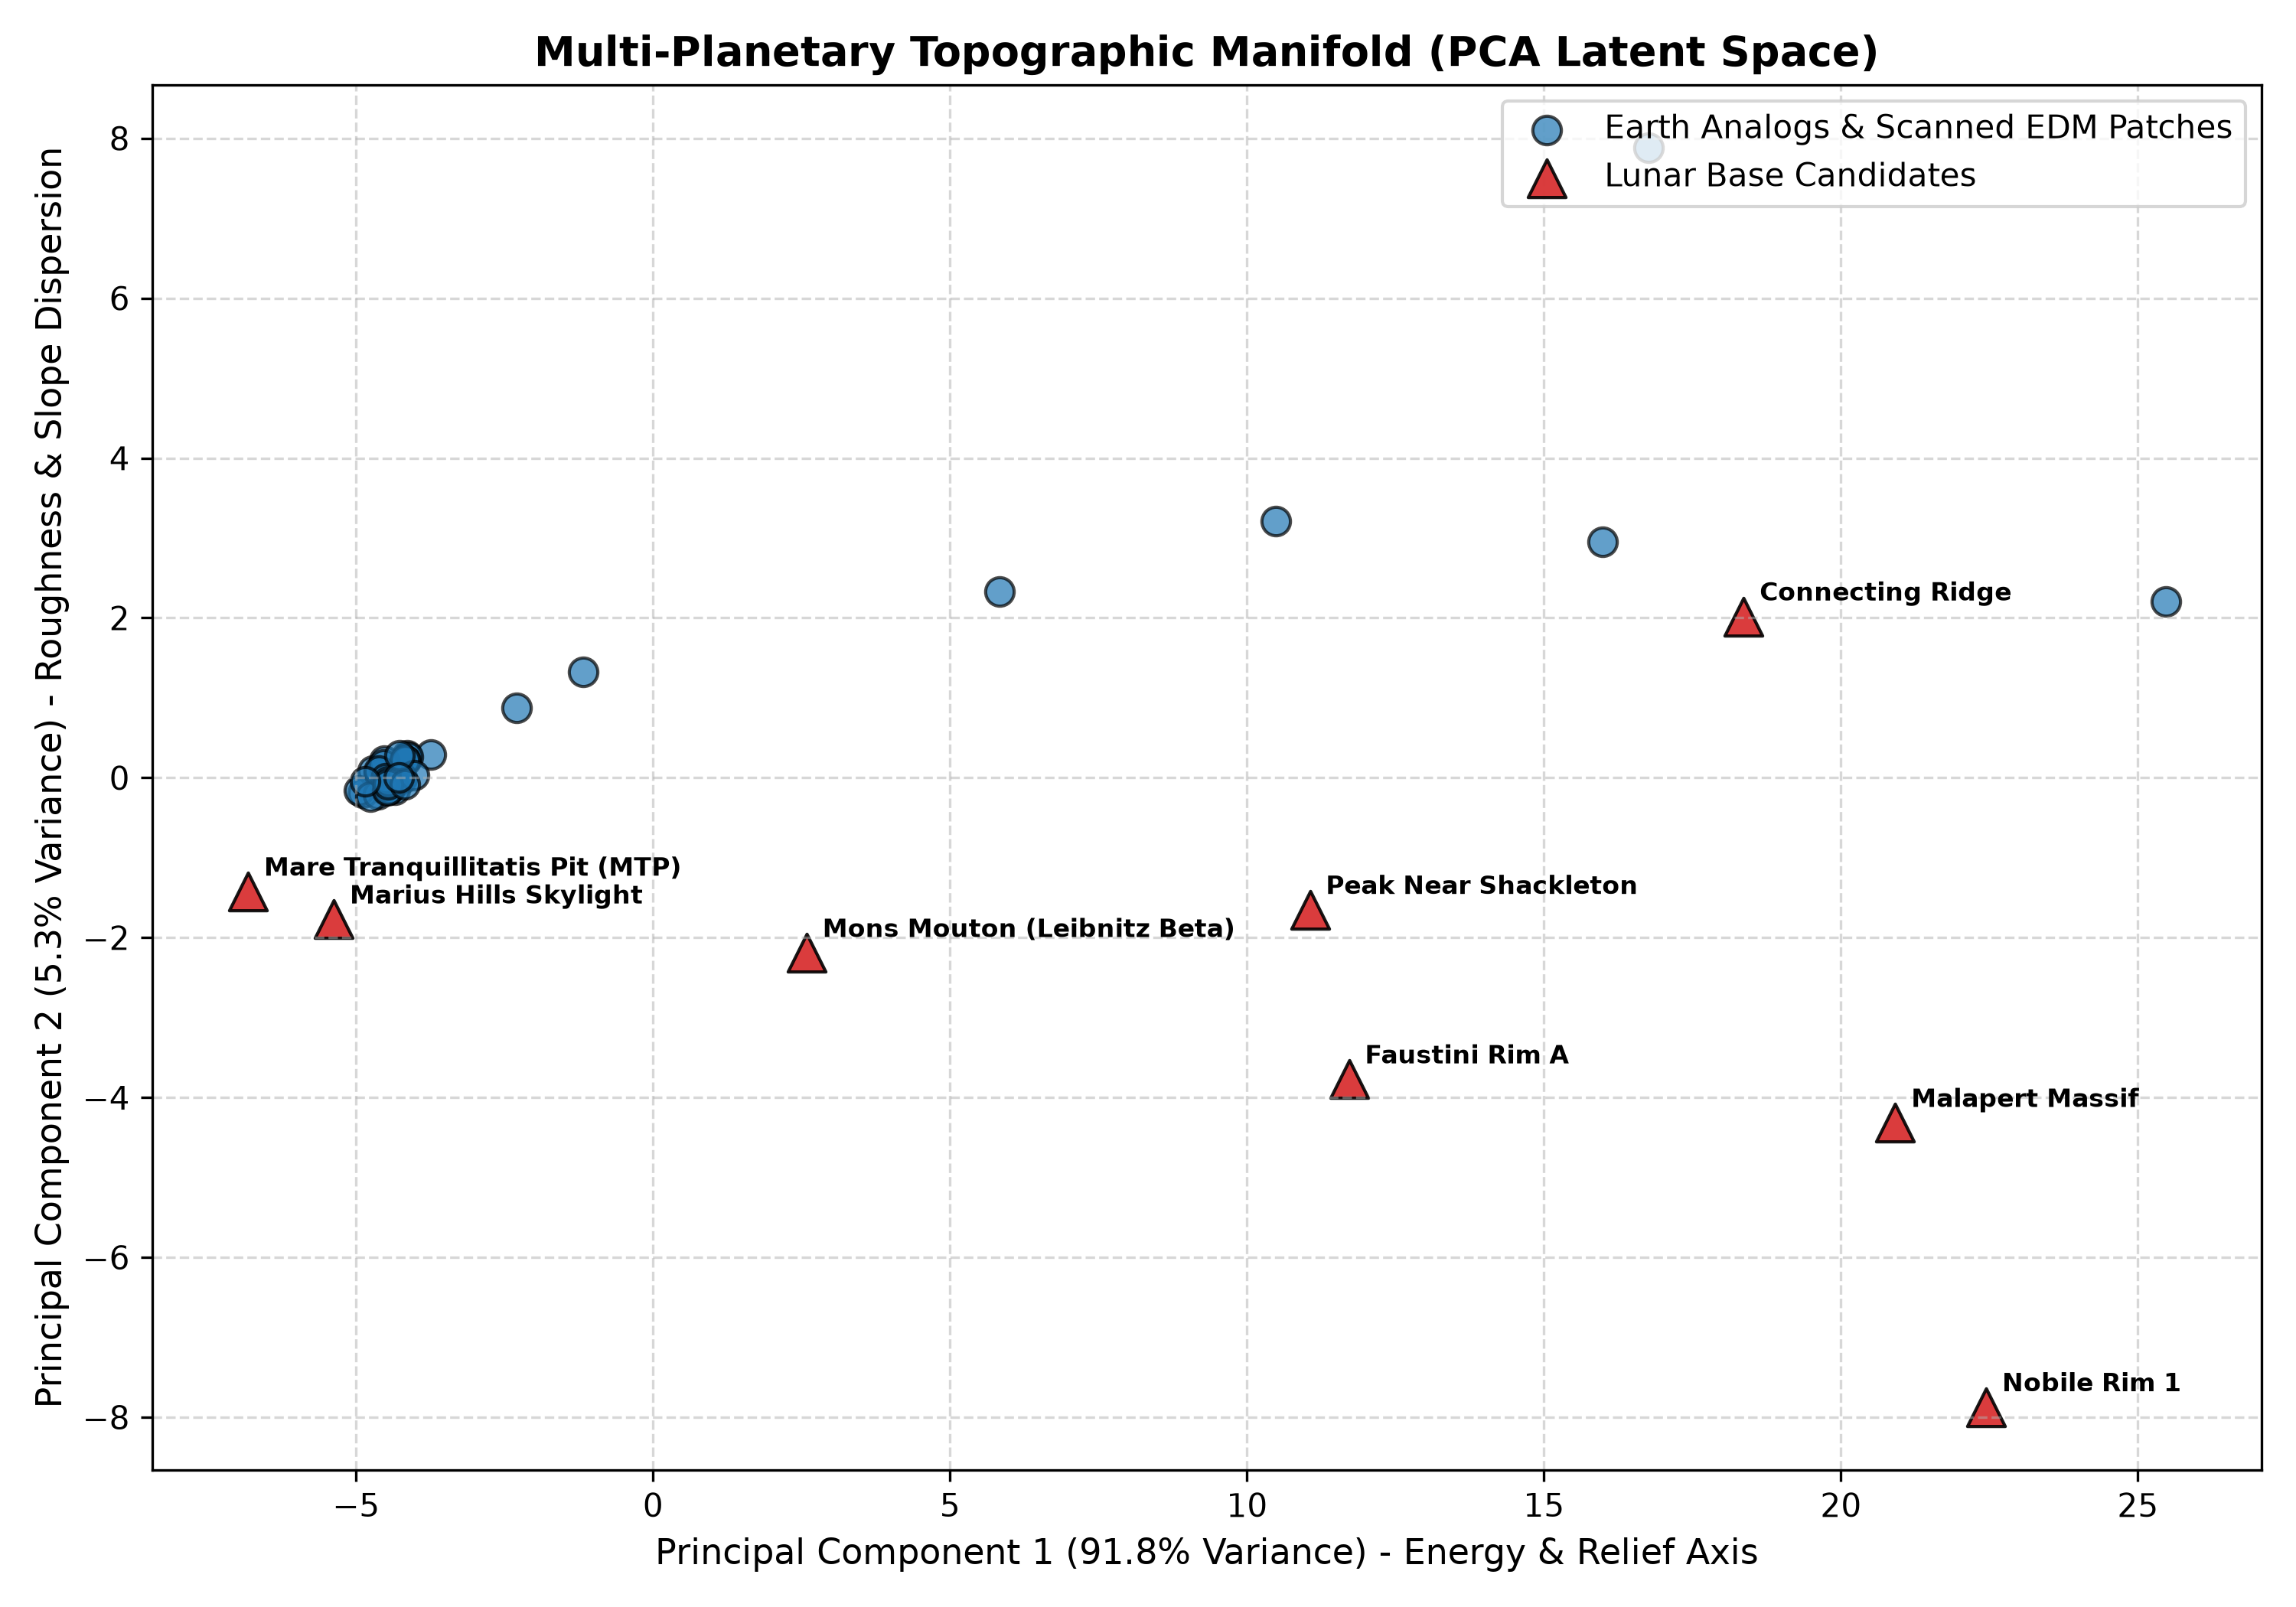 Multi-Planetary Topographic Manifold (PCA Latent Space)
Earth Analogs & Scanned EDM Patches
Lunar Base Candidates
Principal Component 2 (5.3% Variance) - Roughness & Slope Dispersion
8
6
4
2
0
−2
−4
−6
−8
Connecting Ridge
Mare Tranquillitatis Pit (MTP)
Marius Hills Skylight
Peak Near Shackleton
Mons Mouton (Leibnitz Beta)
Faustini Rim A
Malapert Massif
Nobile Rim 1
−5
0
5
10
15
20
25
Principal Component 1 (91.8% Variance) - Energy & Relief Axis